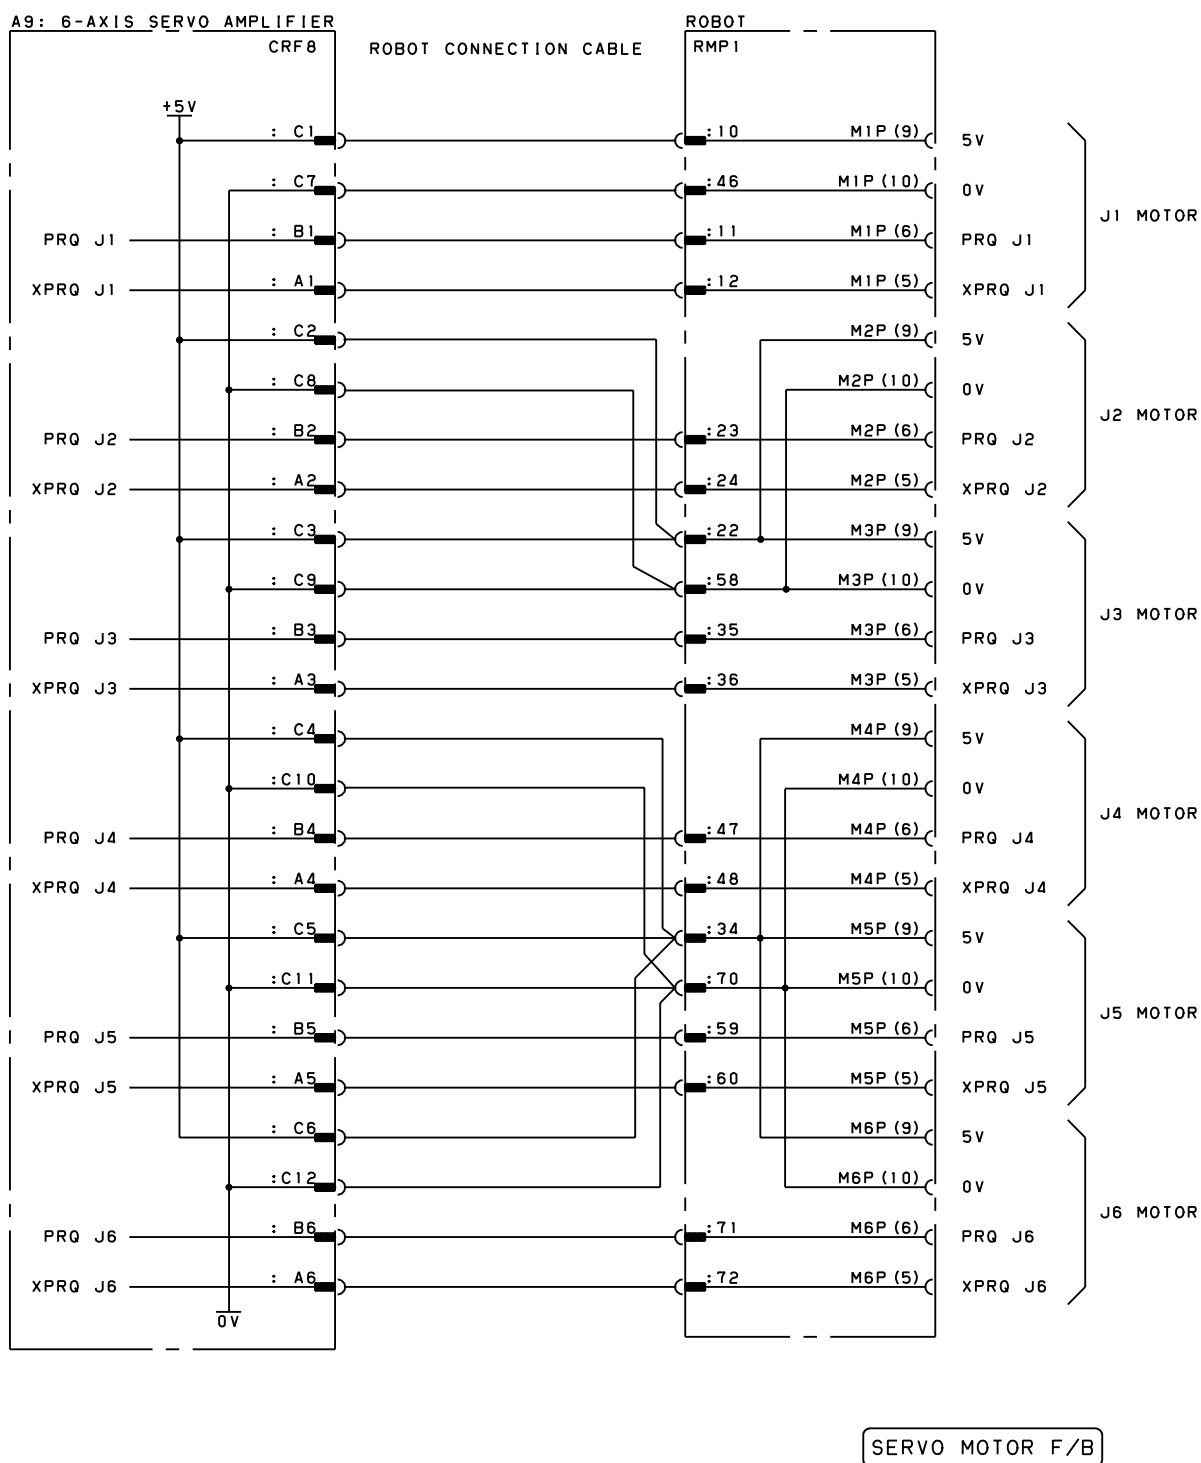 A9: 6-AXIS SERVO AMPLIFIER ROBOT
CRF8 ROBOT CONNECTION CABLE RMP1
+5V
: C1 :10 M1P(9) 5V
: C7 :46 M1P(10) 0V
J1 MOTOR
PRQ J1 : B1 :11 M1P(6) PRQ J1
XPRQ J1 : A1 :12 M1P(5) XPRQ J1
: C2 M2P(9) 5V
: C8 M2P(10) 0V
J2 MOTOR
PRQ J2 : B2 :23 M2P(6) PRQ J2
XPRQ J2 : A2 :24 M2P(5) XPRQ J2
: C3 :22 M3P(9) 5V
: C9 :58 M3P(10) 0V
J3 MOTOR
PRQ J3 : B3 :35 M3P(6) PRQ J3
XPRQ J3 : A3 :36 M3P(5) XPRQ J3
: C4 M4P(9) 5V
:C10 M4P(10) 0V
J4 MOTOR
PRQ J4 : B4 :47 M4P(6) PRQ J4
XPRQ J4 : A4 :48 M4P(5) XPRQ J4
: C5 :34 M5P(9) 5V
:C11 :70 M5P(10) 0V
J5 MOTOR
PRQ J5 : B5 :59 M5P(6) PRQ J5
XPRQ J5 : A5 :60 M5P(5) XPRQ J5
: C6 M6P(9) 5V
:C12 M6P(10) 0V
J6 MOTOR
PRQ J6 : B6 :71 M6P(6) PRQ J6
XPRQ J6 : A6 :72 M6P(5) XPRQ J6
0V
SERVO MOTOR F/B